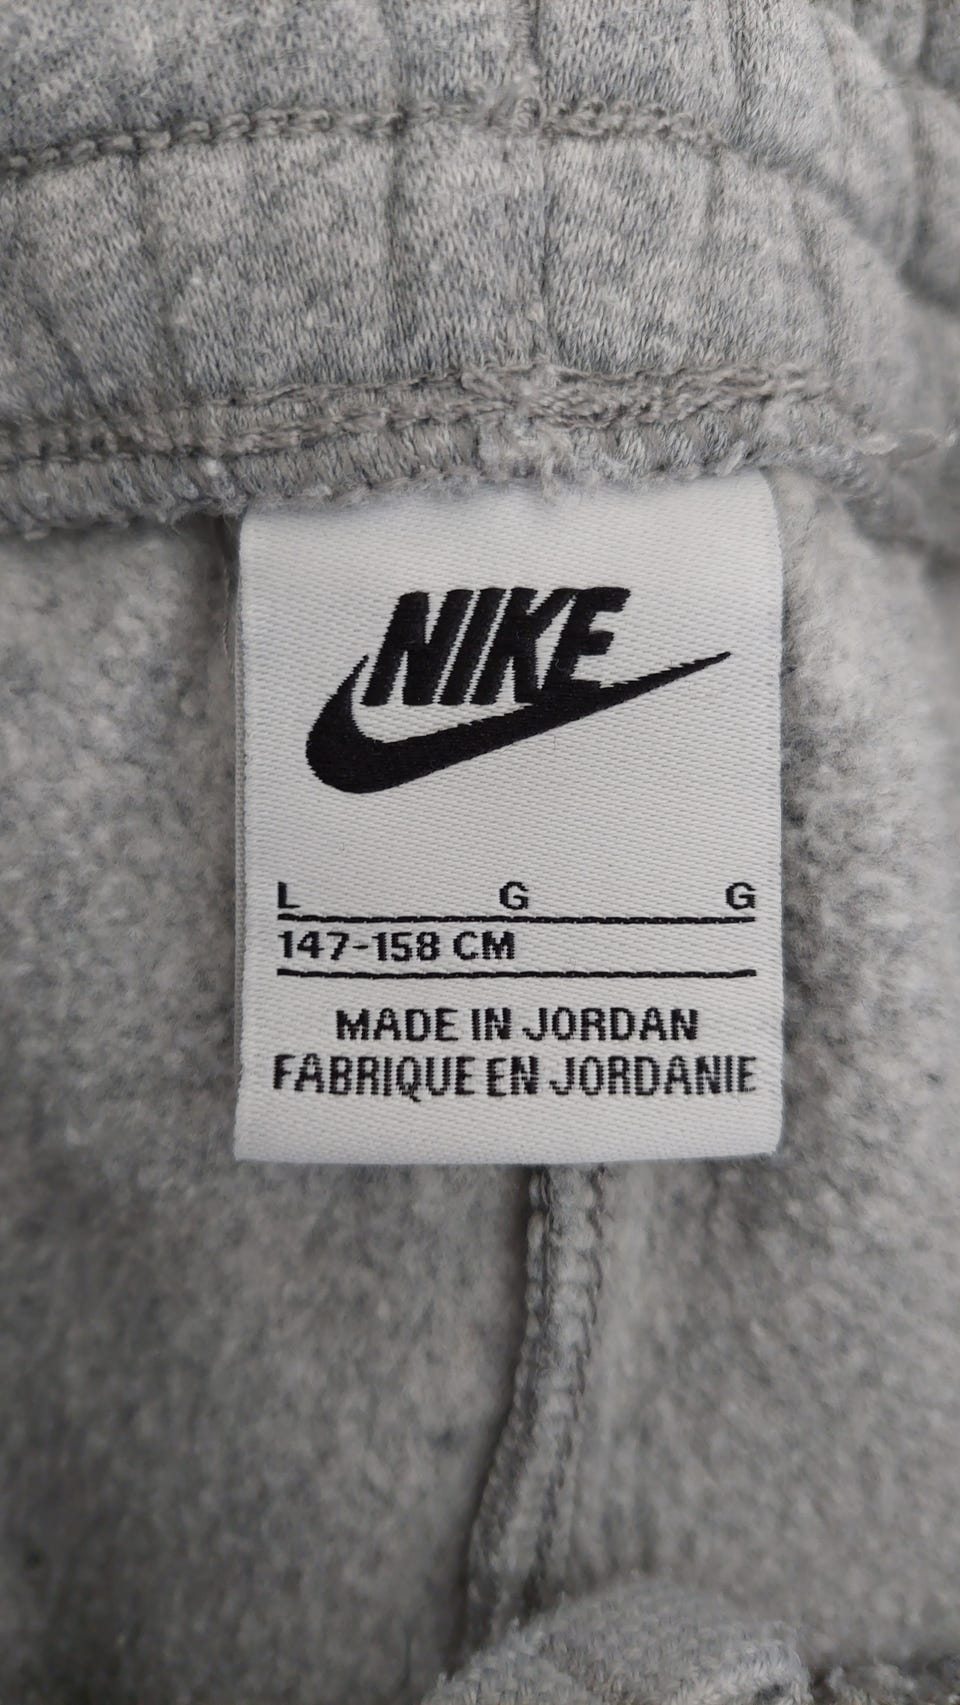 NIKE
L G G
147-158 CM
MADE IN JORDAN
FABRIQUE EN JORDANIE